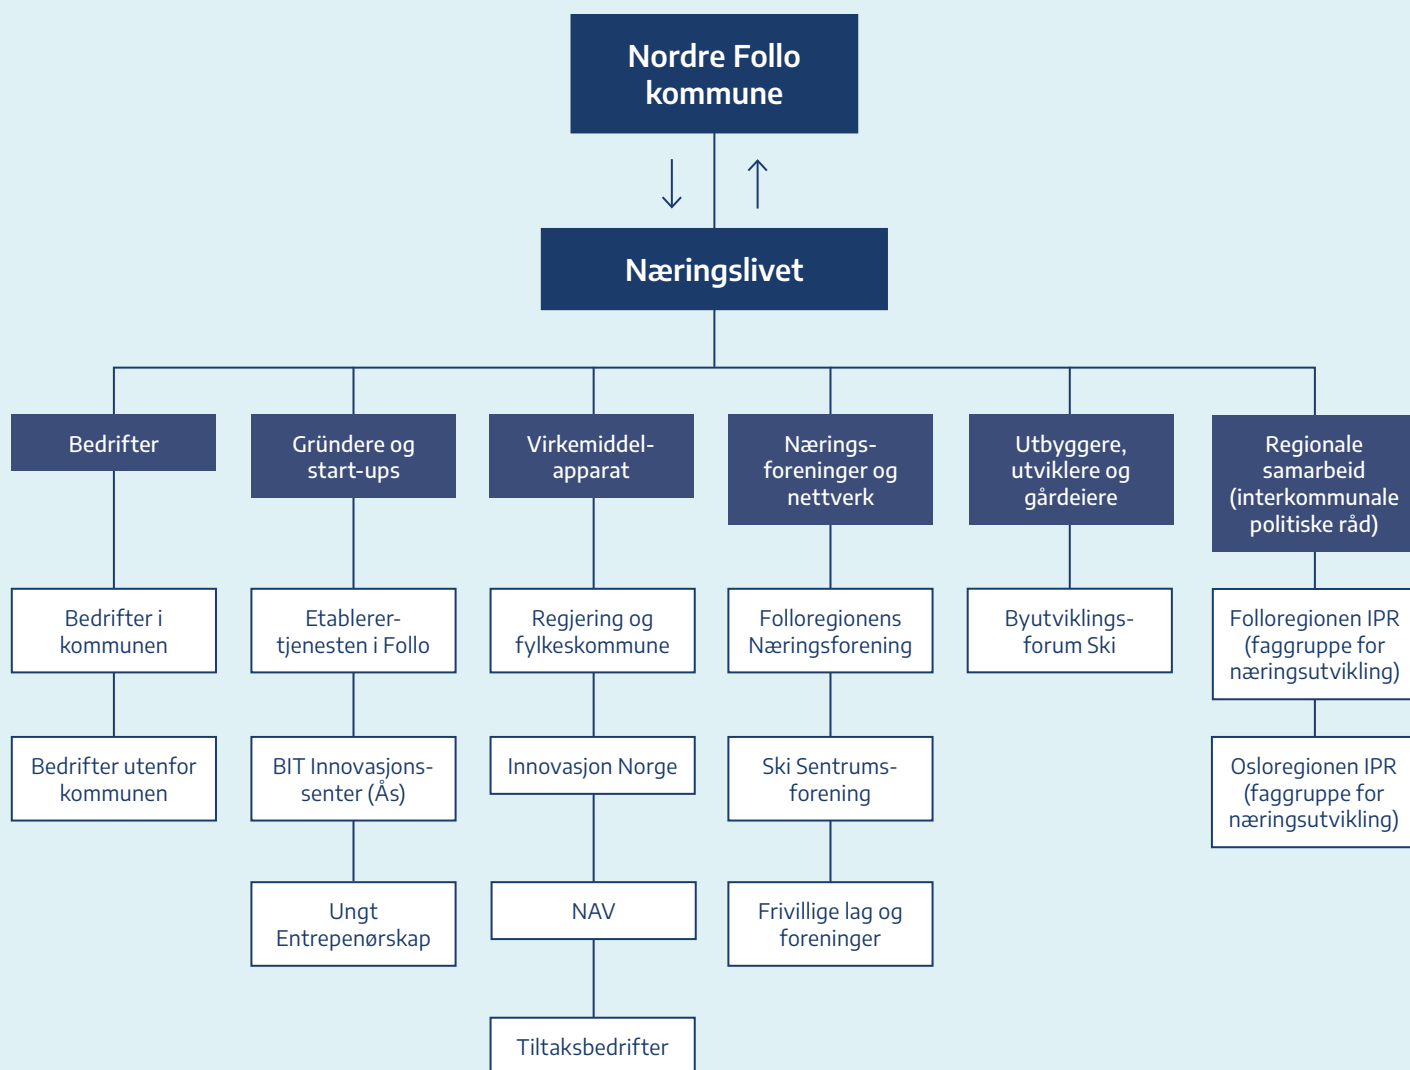 Nordre Follo
kommune
Næringslivet
Bedrifter
Bedrifter i
kommunen
Bedrifter utenfor
kommunen
Gründere og
start-ups
Etablerer-
tjenesten i Follo
BIT Innovasjons-
senter (Ås)
Ungt
Entrepenørskap
Virkemiddel-
apparat
Regjering og
fylkeskommune
Innovasjon Norge
NAV
Tiltaksbedrifter
Nærings-
foreninger og
nettverk
Folloregionens
Næringsforening
Ski Sentrums-
forening
Frivillige lag og
foreninger
Utbyggere,
utviklere og
gårdeiere
Byutviklings-
forum Ski
Regionale
samarbeid
(interkommunale
politiske råd)
Folloregionen IPR
(faggruppe for
næringsutvikling)
Osloregionen IPR
(faggruppe for
næringsutvikling)